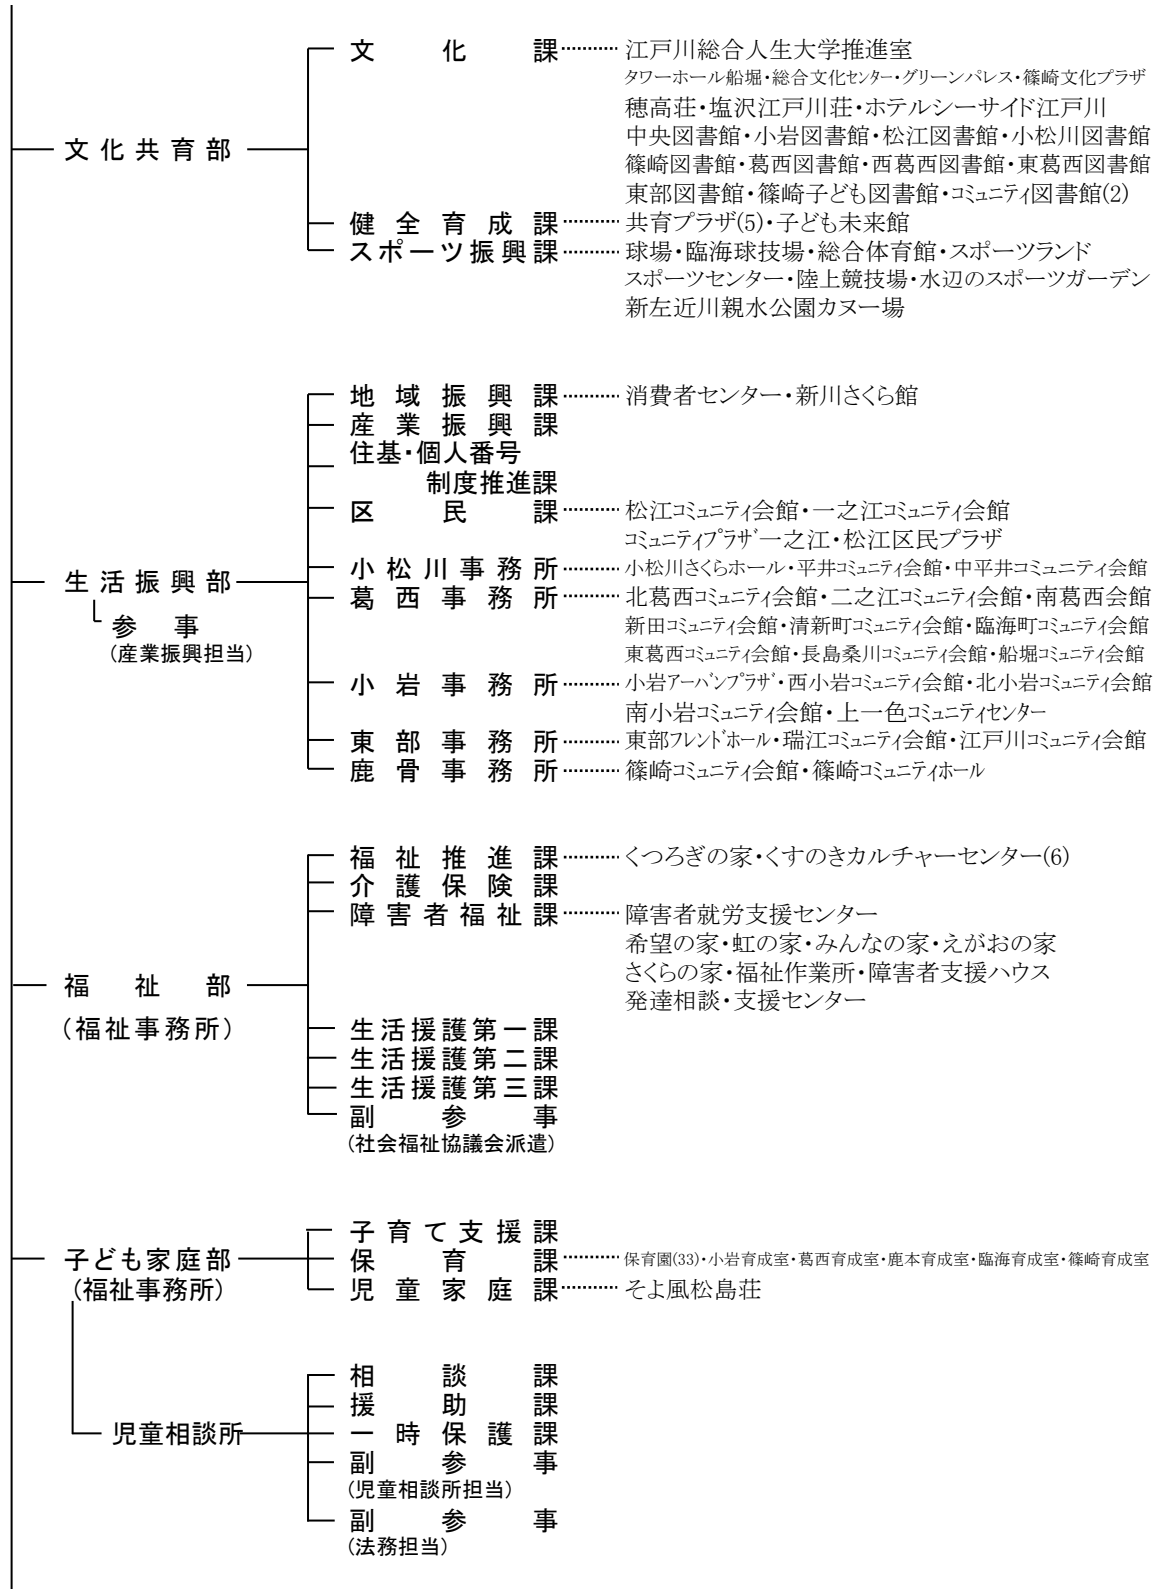 文化課 江戸川総合人生大学推進室
タワーホール船堀・総合文化センター・グリーンパレス・篠崎文化プラザ
穂高荘・塩沢江戸川荘・ホテルシーサイド江戸川
中央図書館・小岩図書館・松江図書館・小松川図書館
文化共育部
篠崎図書館・葛西図書館・西葛西図書館・東葛西図書館
東部図書館・篠崎子ども図書館・コミュニティ図書館(2)
健全育成課 共育プラザ(5)・子ども未来館
スポーツ振興課 球場・臨海球技場・総合体育館・スポーツランド
スポーツセンター・陸上競技場・水辺のスポーツガーデン
新左近川親水公園カヌー場
地域振興課 消費者センター・新川さくら館
産業振興課
住基・個人番号
制度推進課
区民課 松江コミュニティ会館・一之江コミュニティ会館
コミュニティプラザ一之江・松江区民プラザ
小松川事務所 小松川さくらホール・平井コミュニティ会館・中平井コミュニティ会館
生活振興部
葛西事務所 北葛西コミュニティ会館・二之江コミュニティ会館・南葛西会館
参事
新田コミュニティ会館・清新町コミュニティ会館・臨海町コミュニティ会館
(産業振興担当)
東葛西コミュニティ会館・長島桑川コミュニティ会館・船堀コミュニティ会館
小岩事務所 小岩アーバンプラザ・西小岩コミュニティ会館・北小岩コミュニティ会館
南小岩コミュニティ会館・上一色コミュニティセンター
東部事務所 東部フレンドホール・瑞江コミュニティ会館・江戸川コミュニティ会館
鹿骨事務所 篠崎コミュニティ会館・篠崎コミュニティホール
福祉推進課 くつろぎの家・くすのきカルチャーセンター(6)
介護保険課
障害者福祉課 障害者就労支援センター
希望の家・虹の家・みんなの家・えがおの家
さくらの家・福祉作業所・障害者支援ハウス
福祉部
発達相談・支援センター
(福祉事務所)
生活援護第一課
生活援護第二課
生活援護第三課
副参事
(社会福祉協議会派遣)
子育て支援課
子ども家庭部
保育課 保育園(33)・小岩育成室・葛西育成室・鹿本育成室・臨海育成室・篠崎育成室
(福祉事務所)
児童家庭課 そよ風松島荘
相談課
援助課
児童相談所
一時保護課
副参事
(児童相談所担当)
副参事
(法務担当)